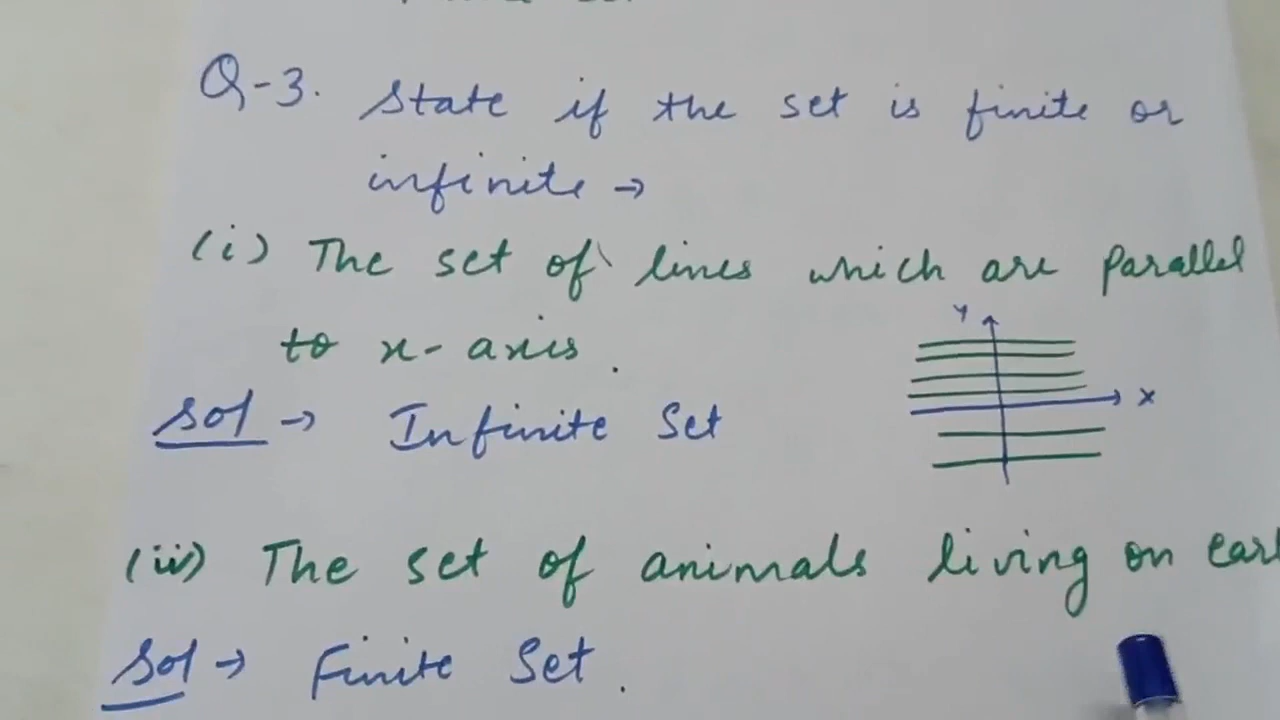 Q-3. State if the set is finite or
infinite →
(i) The set of lines which are parallel
to x-axis.
Y
X
Sol → Infinite Set
(ii) The set of animals living on
Sol → Finite Set.